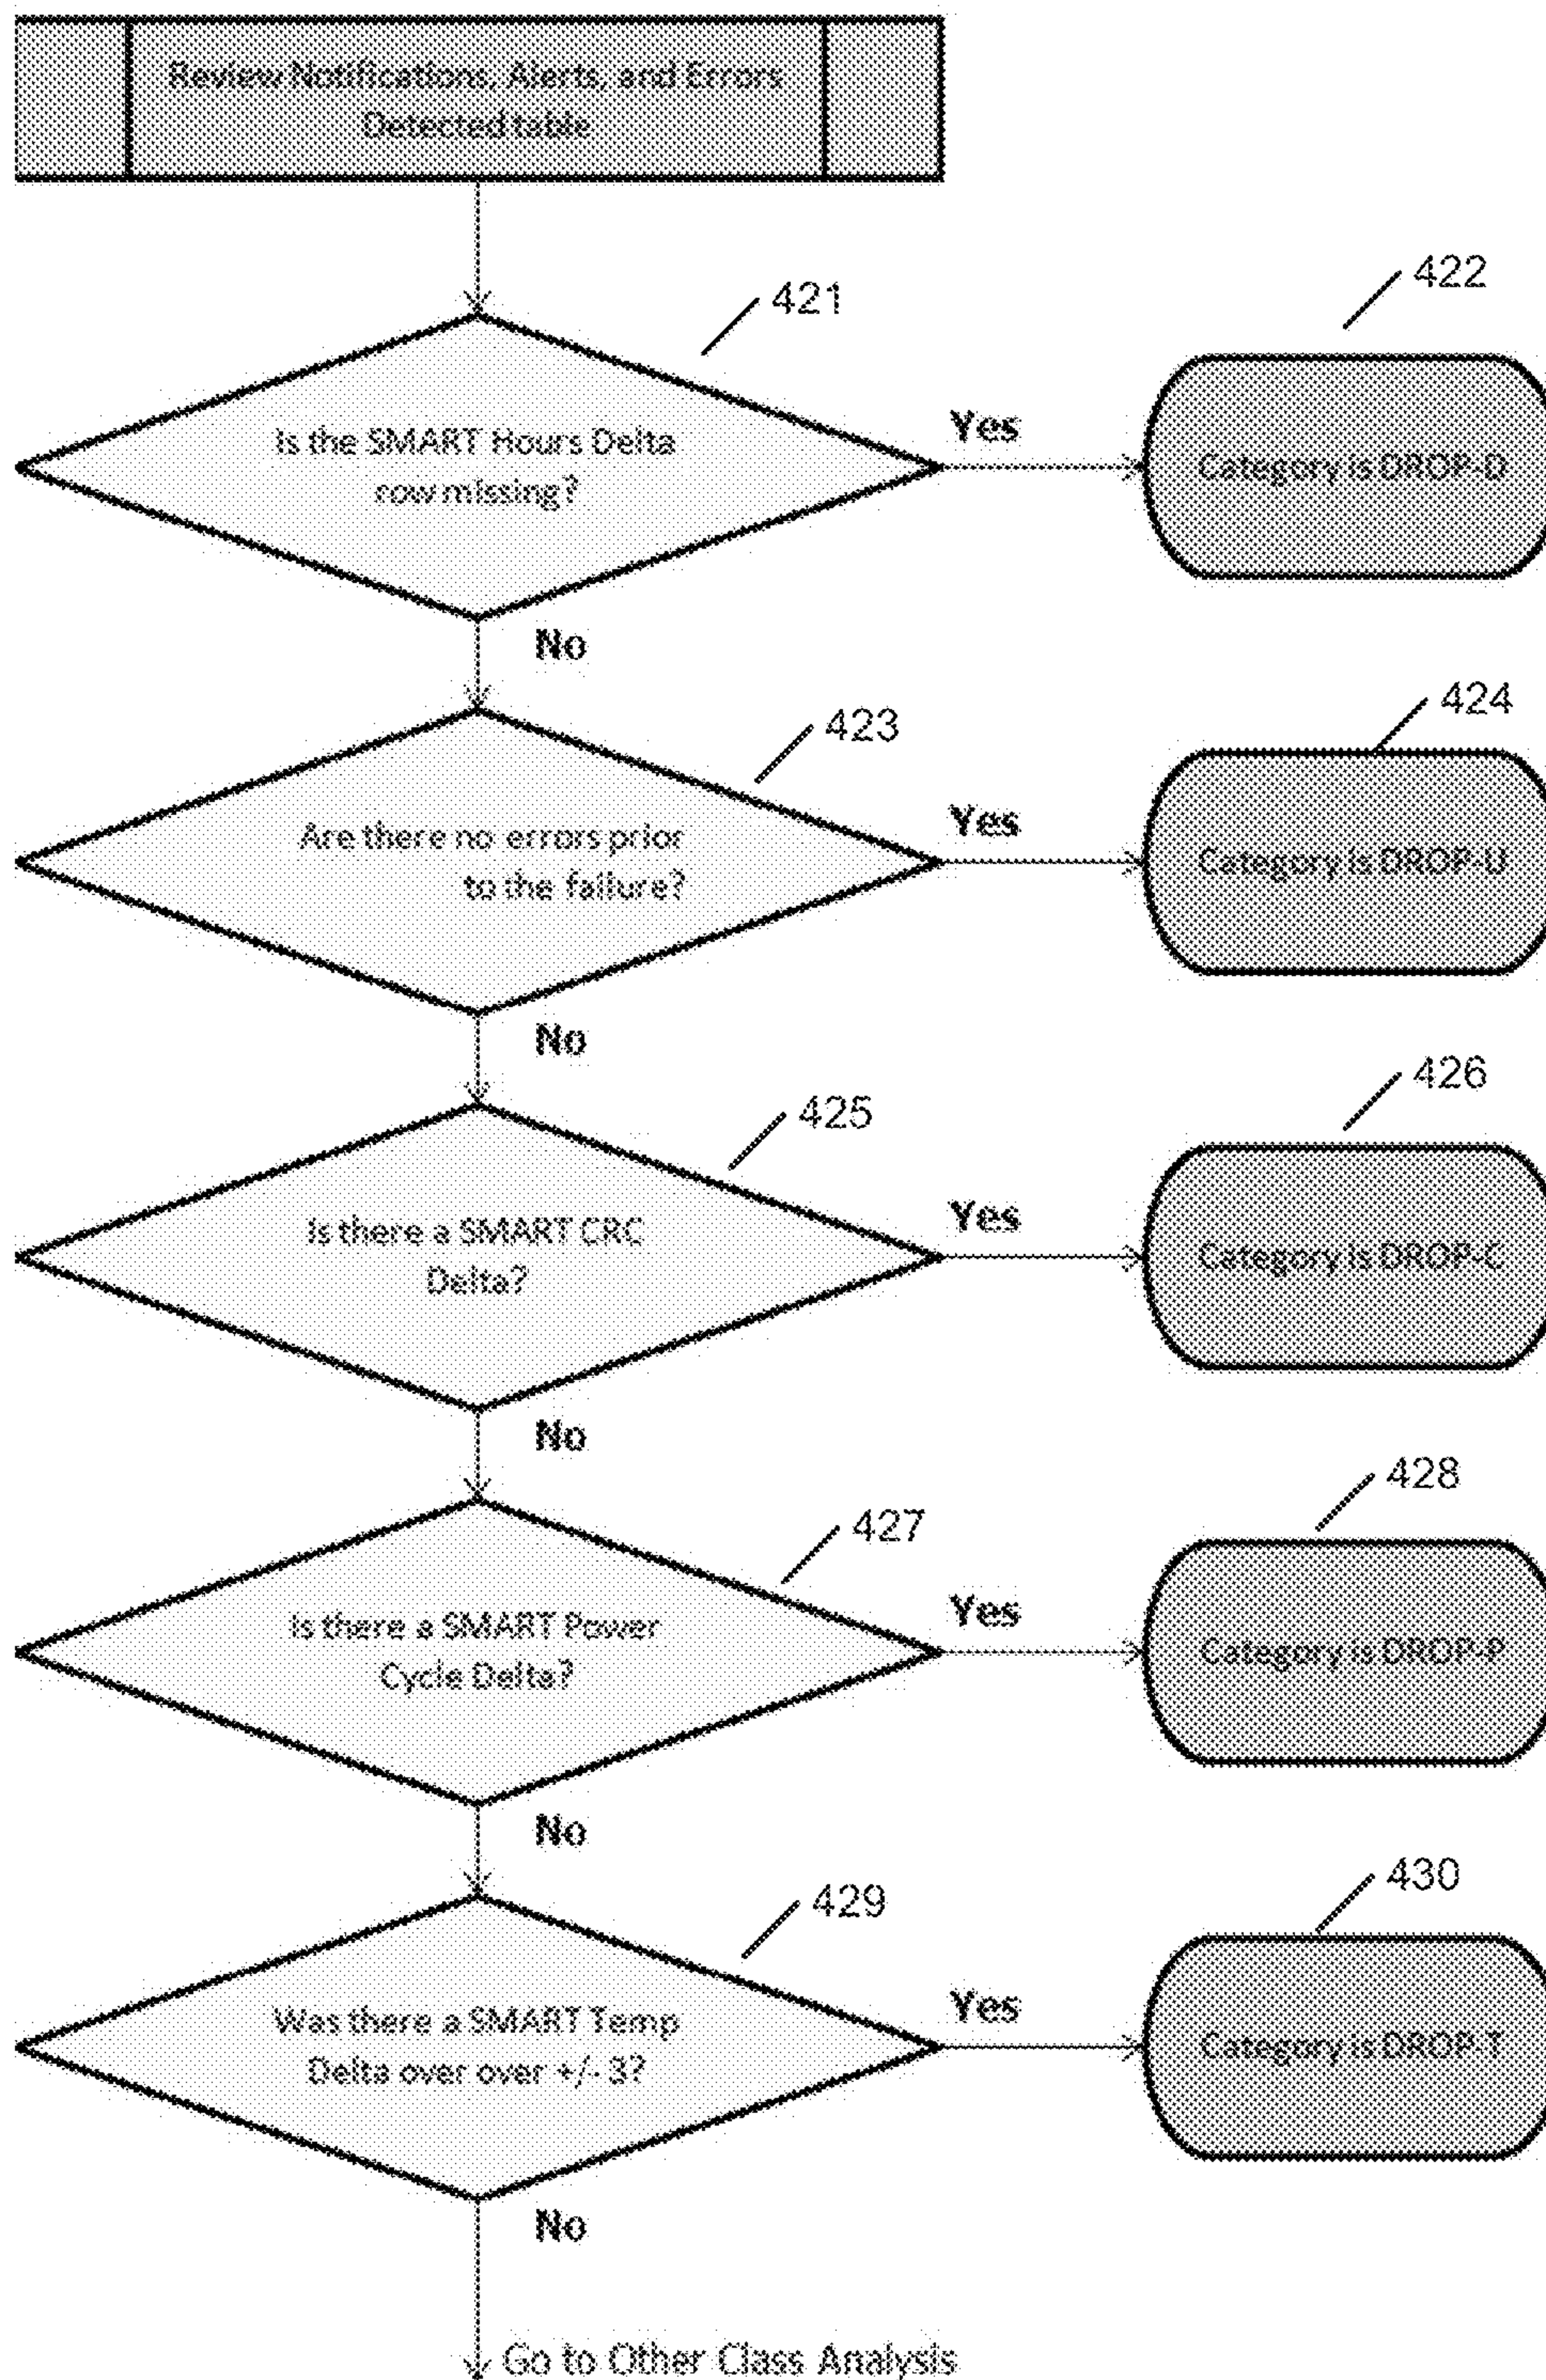 Review Notifications, Alerts, and Errors
Detected table
421
422
Is the SMART Hours Delta
row missing?
Yes
Category is DROP-D
No
423
424
Are there no errors prior
to the failure?
Yes
Category is DROP-U
No
425
426
Is there a SMART CRC
Delta?
Yes
Category is DROP-C
No
427
428
Is there a SMART Power
Cycle Delta?
Yes
Category is DROP-P
No
429
430
Was there a SMART Temp
Delta over over +/- 3?
Yes
Category is DROP-T
No
Go to Other Class Analysis